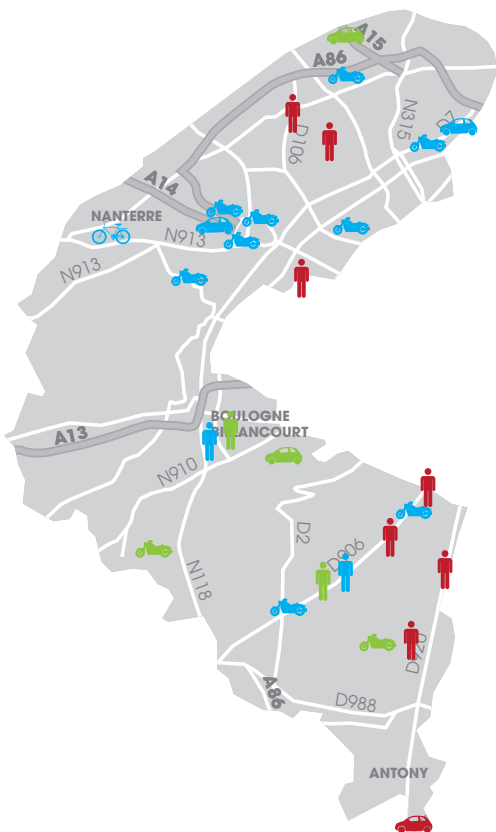 A15
A86
N315
D7
D106
A14
NANTERRE
N913
N913
BOULOGNE
BILLANCOURT
A13
N910
D2
D906
N118
D920
A86
D988
ANTONY